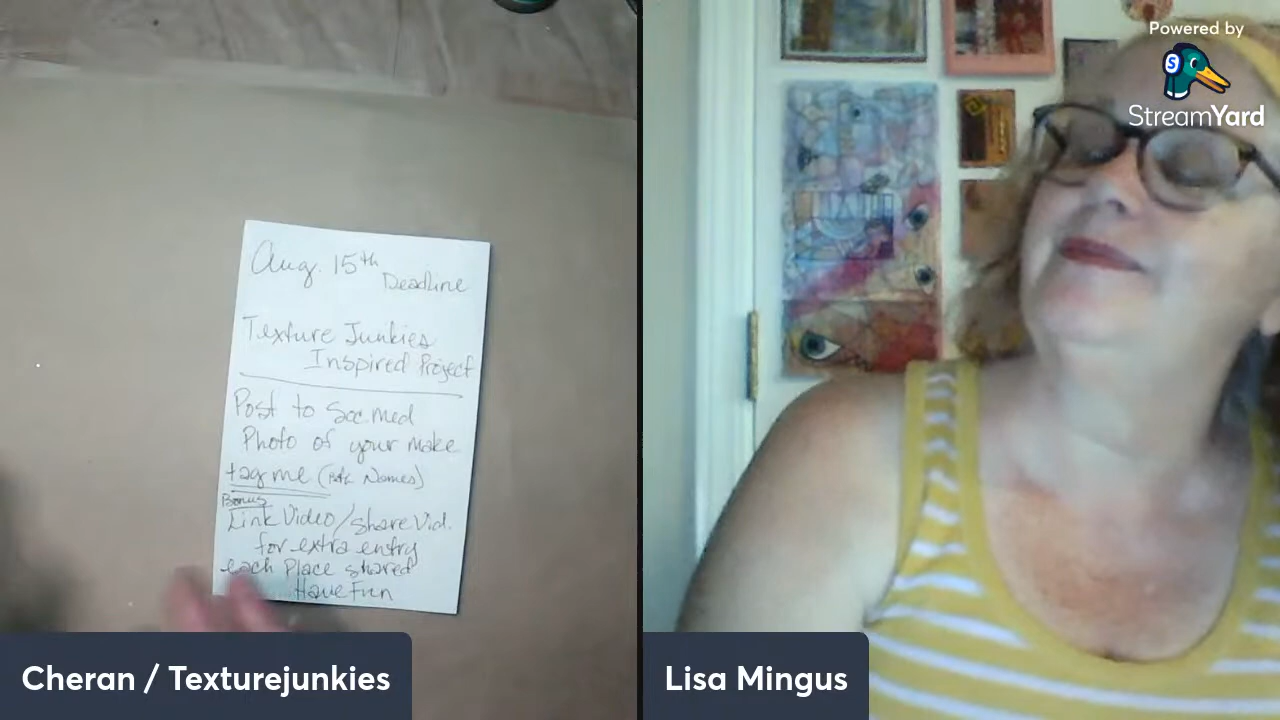 Aug. 15th
Deadline
Texture Junkies
Inspired Project
Post to Soc. Med
Photo of your make
tag me (Names)
Bonus
Link Video/share Vid.
for extra entry
each Place shared
Have Fun
Cheran / Texturejunkies
Powered by
StreamYard
Lisa Mingus